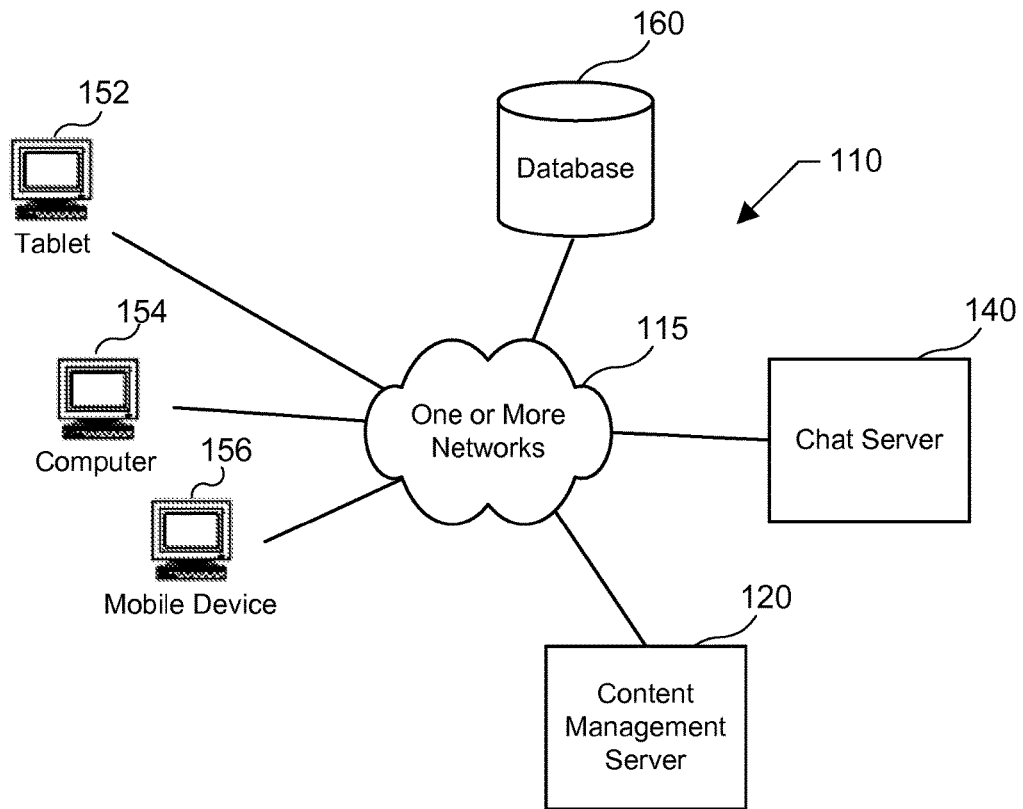 160
152
Database
110
Tablet
154
115
140
One or More
Networks
Chat Server
Computer
156
Mobile Device
120
Content
Management
Server